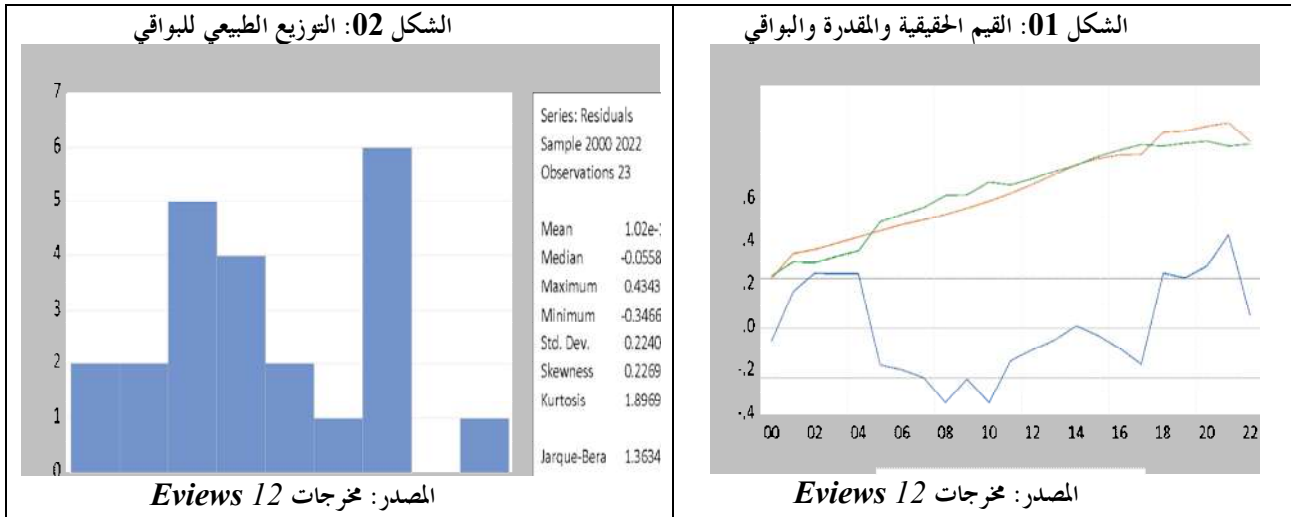 الشكل 01: القيم الحقيقية والمقدرة والبواقي
.6
.4
.2
.0
-.2
-.4
00 02 04 06 08 10 12 14 16 18 20 22
المصدر: مخرجات Eviews 12
الشكل 02: التوزيع الطبيعي للبواقي
7
6
5
4
3
2
1
0
Series: Residuals
Sample 2000 2022
Observations 23
Mean 1.02e-
Median -0.0558
Maximum 0.4343
Minimum -0.3466
Std. Dev. 0.2240
Skewness 0.2269
Kurtosis 1.8969
Jarque-Bera 1.3634
المصدر: مخرجات Eviews 12